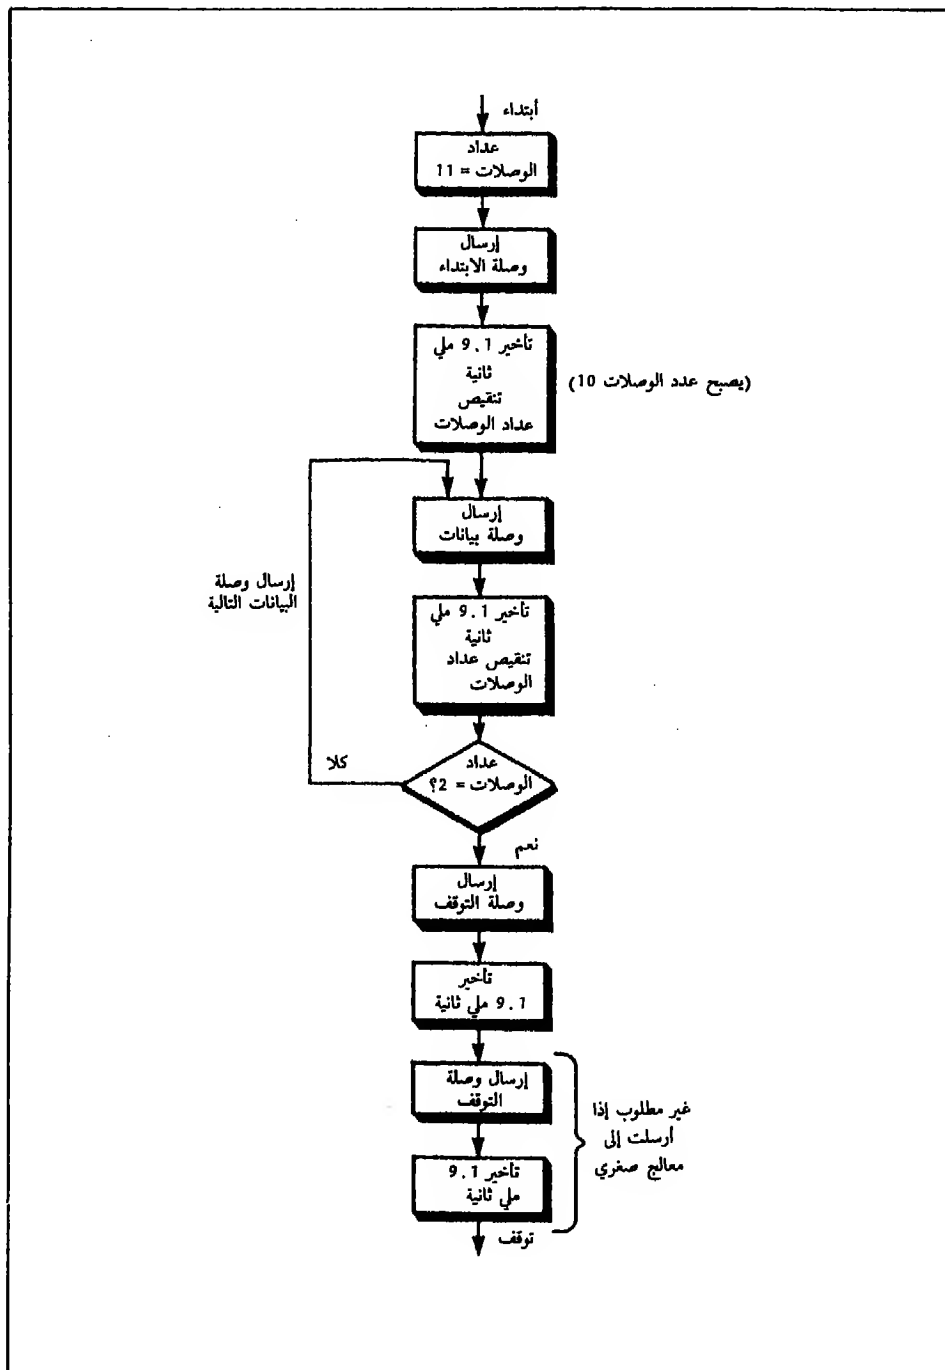 أبتداء
عداد
الوصلات = 11
إرسال
وصلة الابتداء
تأخير 9.1 ملي
ثانية
تنقيص
عداد الوصلات
(يصبح عدد الوصلات 10)
إرسال
وصلة بيانات
إرسال وصلة
البيانات التالية
تأخير 9.1 ملي
ثانية
تنقيص عداد
الوصلات
عداد
الوصلات = 2؟
كلا
نعم
إرسال
وصلة التوقف
تأخير
9.1 ملي ثانية
إرسال وصلة
التوقف
تأخير 9.1
ملي ثانية
غير مطلوب إذا
أرسلت إلى
معالج صغري
توقف